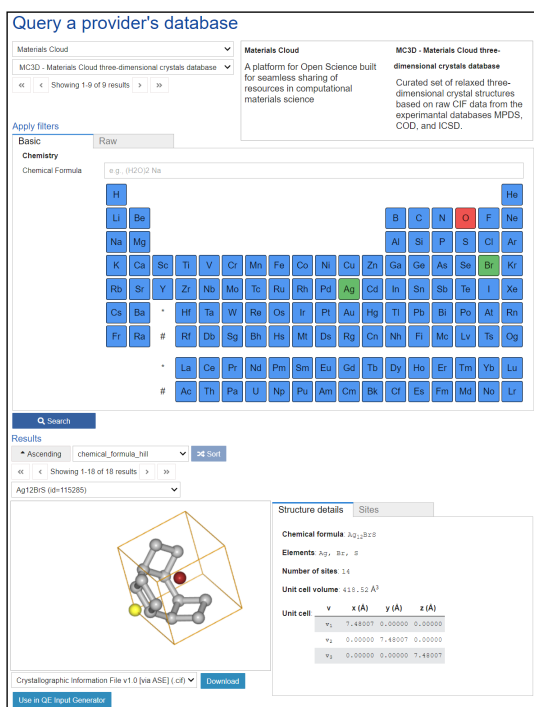 Query a provider's database
Materials Cloud
MC3D - Materials Cloud three-dimensional crystals database
Showing 1-9 of 9 results
Materials Cloud
A platform for Open Science built
for seamless sharing of
resources in computational
materials science
MC3D - Materials Cloud three-
dimensional crystals database
Curated set of relaxed three-
dimensional crystal structures
based on raw CIF data from the
experimantal databases MPDS,
COD, and ICSD.
Apply filters
Basic Raw
Chemistry
Chemical Formula e.g., (H2O)2 Na
H He
Li Be B C N O F Ne
Na Mg Al Si P S Cl Ar
K Ca Sc Ti V Cr Mn Fe Co Ni Cu Zn Ga Ge As Se Br Kr
Rb Sr Y Zr Nb Mo Tc Ru Rh Pd Ag Cd In Sn Sb Te I Xe
Cs Ba * Hf Ta W Re Os Ir Pt Au Hg Tl Pb Bi Po At Rn
Fr Ra # Rf Db Sg Bh Hs Mt Ds Rg Cn Nh Fl Mc Lv Ts Og
* La Ce Pr Nd Pm Sm Eu Gd Tb Dy Ho Er Tm Yb Lu
# Ac Th Pa U Np Pu Am Cm Bk Cf Es Fm Md No Lr
Search
Results
Ascending chemical_formula_hill Sort
Showing 1-18 of 18 results
Ag12BrS (id=115285)
Structure details Sites
Chemical formula: Ag₁₂BrS
Elements: Ag, Br, S
Number of sites: 14
Unit cell volume: 418.52 Å³
Unit cell: v x (Å) y (Å) z (Å)
v₁ 7.48007 0.00000 0.00000
v₂ 0.00000 7.48007 0.00000
v₃ 0.00000 0.00000 7.48007
Crystallographic Information File v1.0 [via ASE] (.cif) Download
Use in QE Input Generator